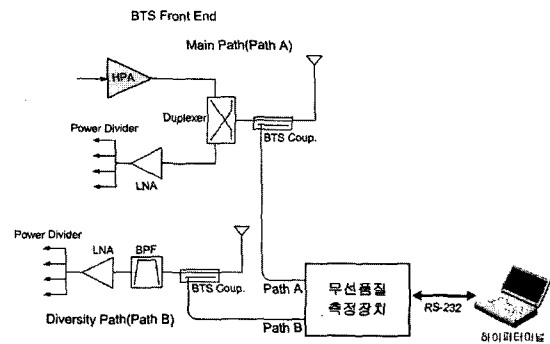 BTS Front End
Main Path(Path A)
HPA
Duplexer
BTS Coup.
Power Divider
LNA
Power Divider
LNA
BPF
BTS Coup.
Diversity Path(Path B)
Path A
Path B
무선품질
측정장치
RS-232
하이퍼터미널